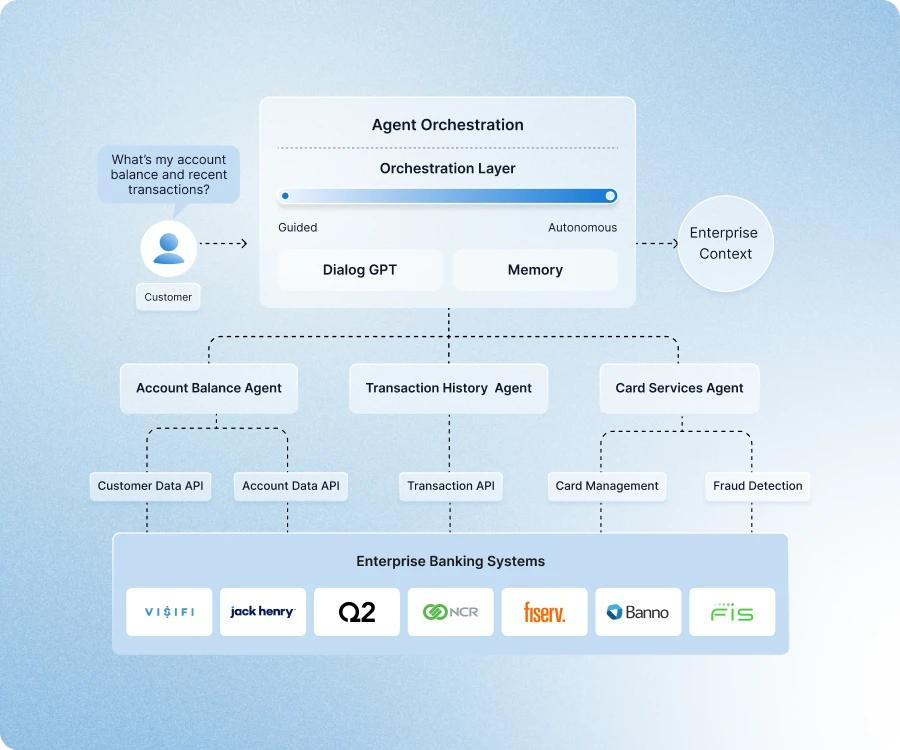 Agent Orchestration
What's my account
balance and recent
transactions?
Orchestration Layer
Guided
Autonomous
Enterprise
Context
Dialog GPT
Memory
Customer
Account Balance Agent
Transaction History Agent
Card Services Agent
Customer Data API
Account Data API
Transaction API
Card Management
Fraud Detection
Enterprise Banking Systems
VISIFI
jack henry
Q2
NCR
fiserv.
Banno
FIS